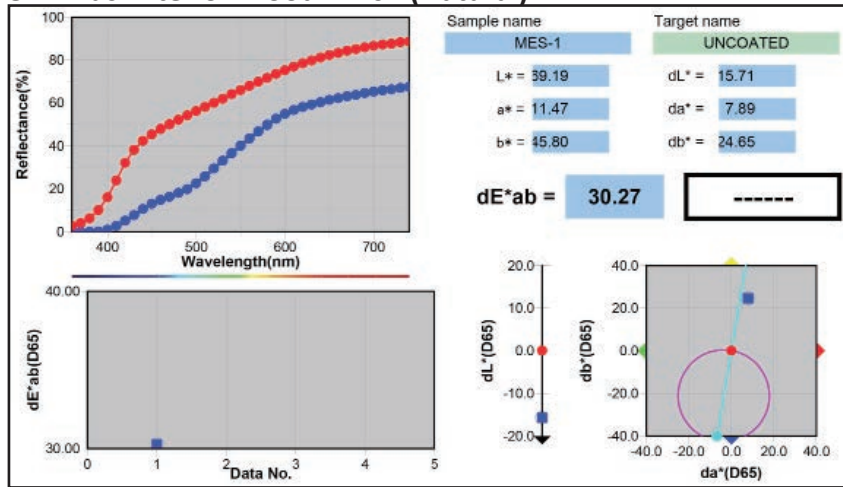 Sample name
Target name
MES-1
UNCOATED
L* =
dL* = 15.71
a* = 11.47
da* = 7.89
b* = 45.80
db* = 24.65
dE*ab = 30.27 ------
Reflectance(%)
100
80
60
40
20
0
400 500 600 700
Wavelength(nm)
dE*ab(D65)
40.00
30.00
0 1 2 3 4 5
Data No.
dL*(D65)
20.0
10.0
0.0
-10.0
-20.0
db*(D65)
40.0
20.0
0.0
-20.0
-40.0
-40.0 -20.0 0.0 20.0 40.0
da*(D65)